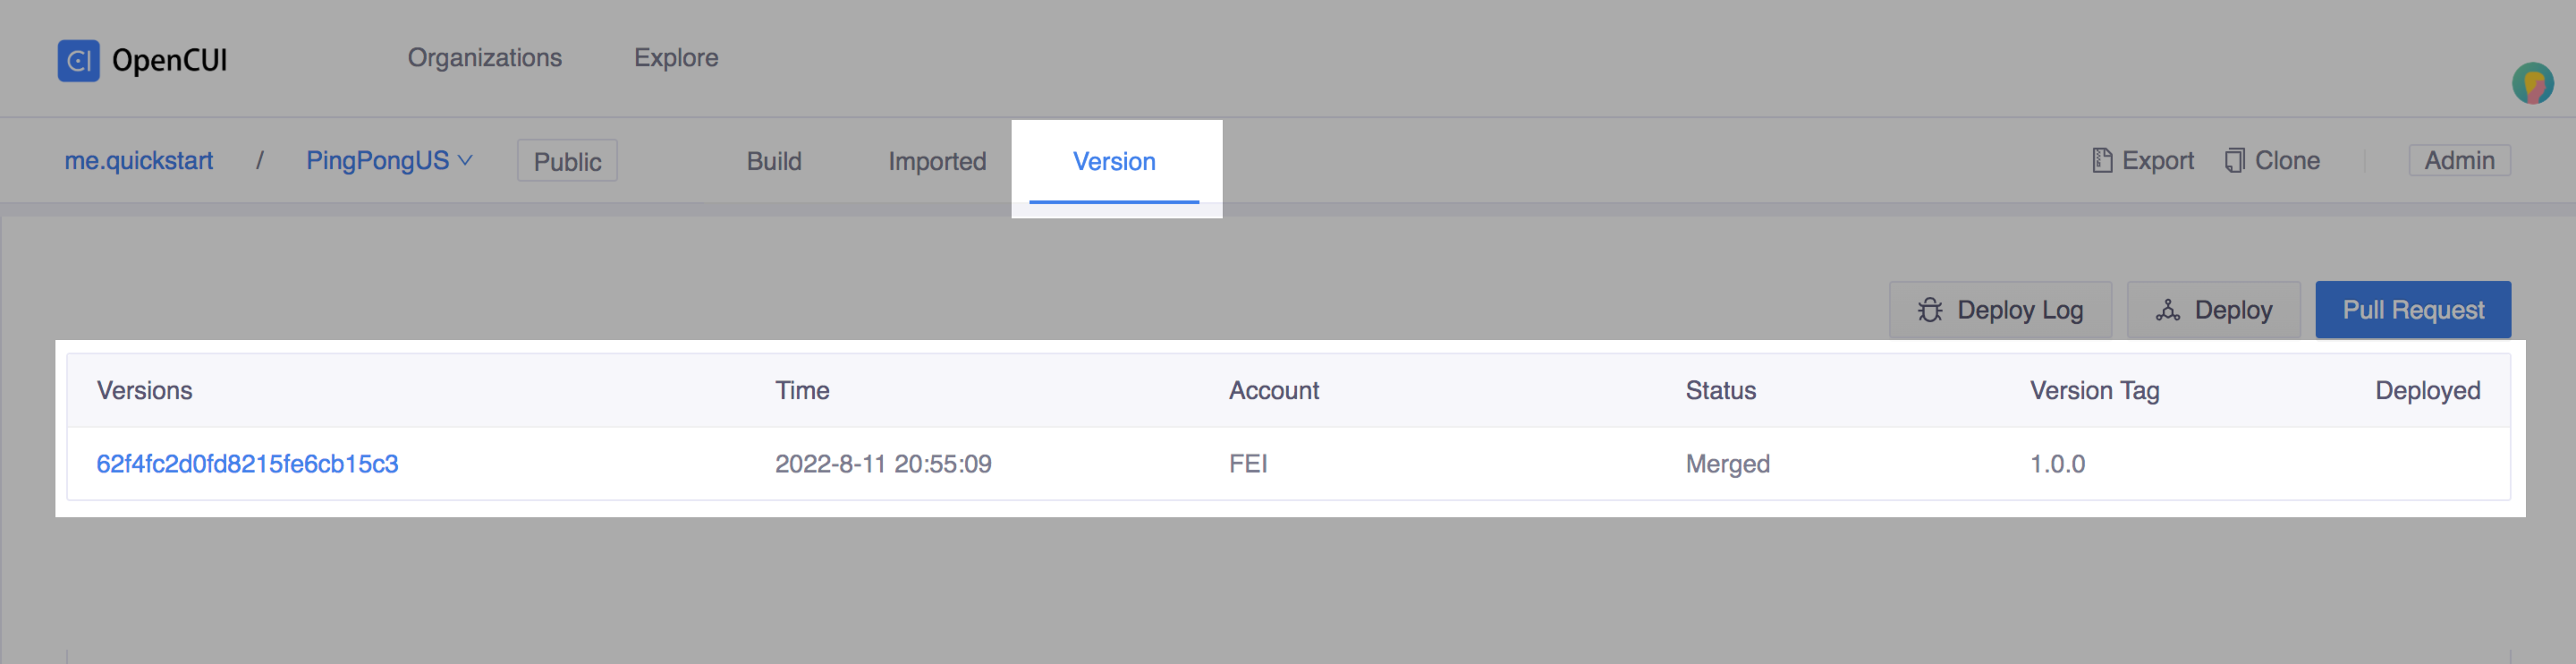 CI OpenCUI Organizations Explore
me.quickstart / PingPongUS Public Build Imported Version Export Clone Admin
Deploy Log Deploy Pull Request
Versions Time Account Status Version Tag Deployed
62f4fc2d0fd8215fe6cb15c3 2022-8-11 20:55:09 FEI Merged 1.0.0